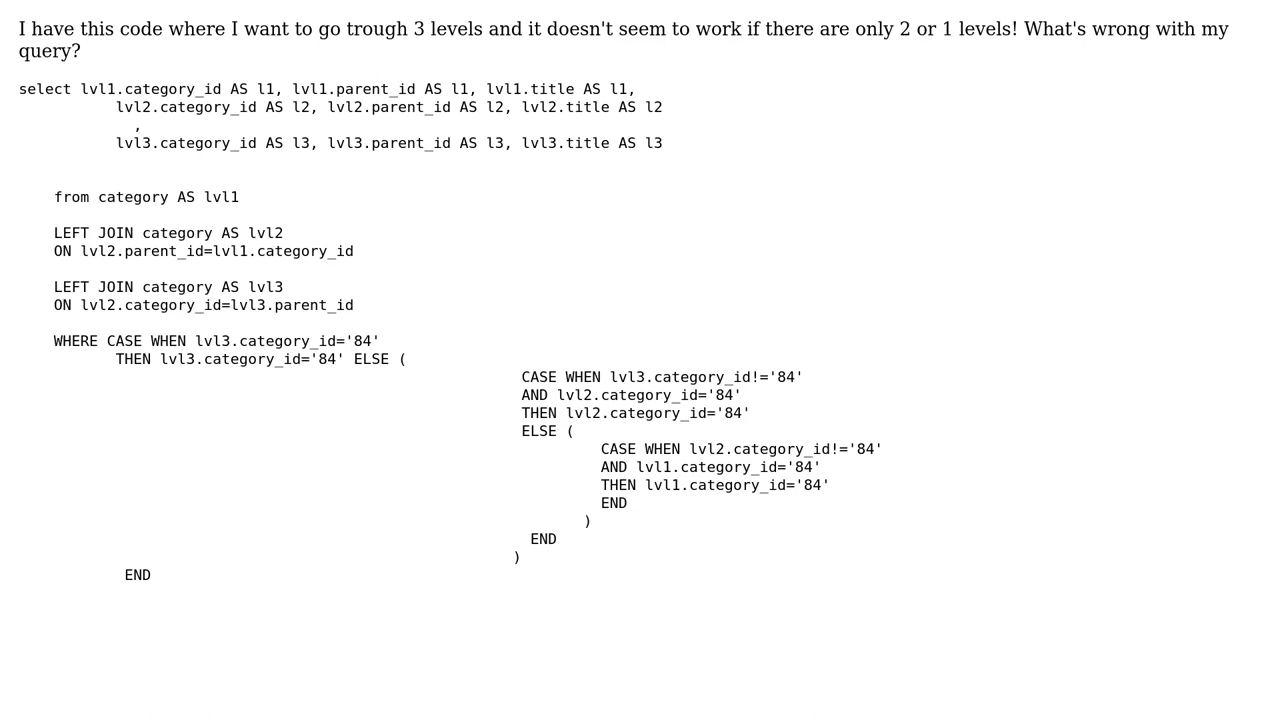 I have this code where I want to go trough 3 levels and it doesn't seem to work if there are only 2 or 1 levels! What's wrong with my
query?
select lvl1.category_id AS l1, lvl1.parent_id AS l1, lvl1.title AS l1,
lvl2.category_id AS l2, lvl2.parent_id AS l2, lvl2.title AS l2
,
lvl3.category_id AS l3, lvl3.parent_id AS l3, lvl3.title AS l3
from category AS lvl1
LEFT JOIN category AS lvl2
ON lvl2.parent_id=lvl1.category_id
LEFT JOIN category AS lvl3
ON lvl2.category_id=lvl3.parent_id
WHERE CASE WHEN lvl3.category_id='84'
THEN lvl3.category_id='84' ELSE (
CASE WHEN lvl3.category_id!='84'
AND lvl2.category_id='84'
THEN lvl2.category_id='84'
ELSE (
CASE WHEN lvl2.category_id!='84'
AND lvl1.category_id='84'
THEN lvl1.category_id='84'
END
)
END
)
END